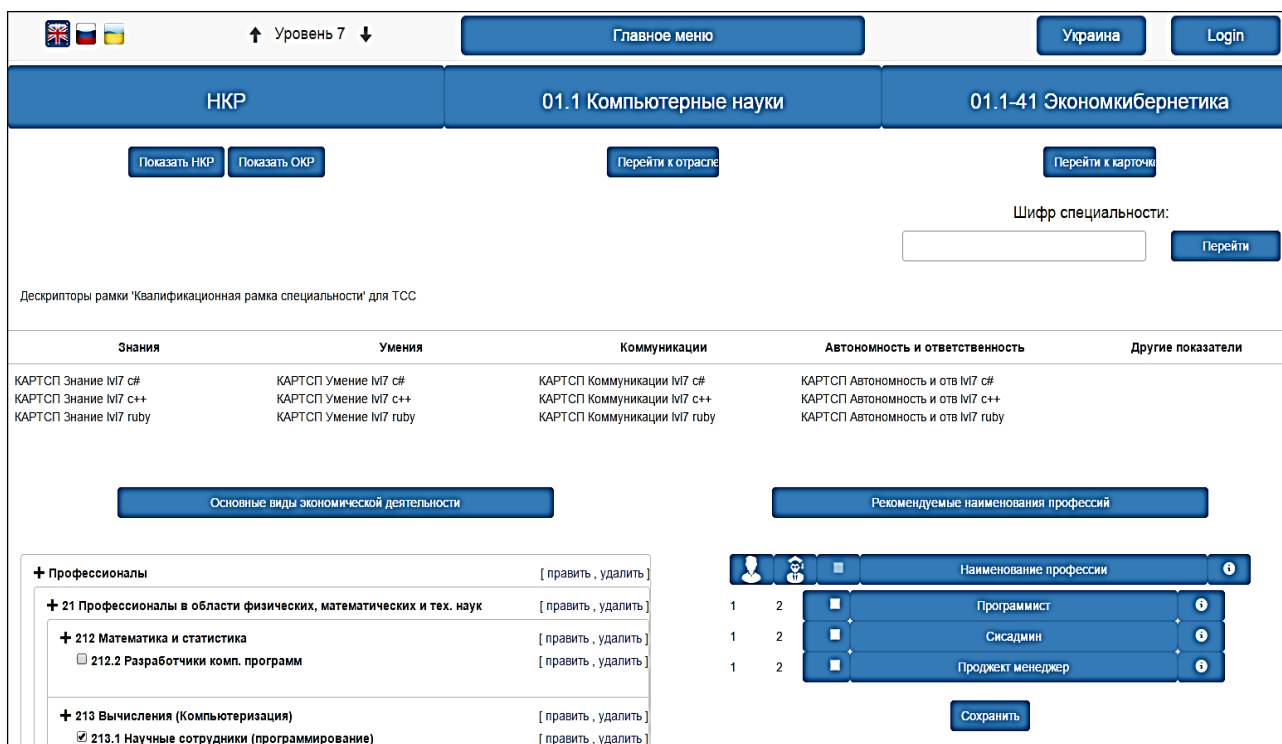 Уровень 7 Главное меню Украина Login
НКР 01.1 Компьютерные науки 01.1-41 Экономкибернетика
Показать НКР Показать ОКР Перейти к отрасле Перейти к карточке
Шифр специальности:
Перейти
Дескрипторы рамки 'Квалификационная рамка специальности' для ТСС
Знания Умения Коммуникации Автономность и ответственность Другие показатели
КАРТСП Знание lvl7 c# КАРТСП Умение lvl7 c# КАРТСП Коммуникации lvl7 c# КАРТСП Автономность и отв lvl7 c#
КАРТСП Знание lvl7 c++ КАРТСП Умение lvl7 c++ КАРТСП Коммуникации lvl7 c++ КАРТСП Автономность и отв lvl7 c++
КАРТСП Знание lvl7 ruby КАРТСП Умение lvl7 ruby КАРТСП Коммуникации lvl7 ruby КАРТСП Автономность и отв lvl7 ruby
Основные виды экономической деятельности Рекомендуемые наименования профессий
Профессионалы [ править , удалить ]
21 Профессионалы в области физических, математических и тех. наук [ править , удалить ]
212 Математика и статистика [ править , удалить ]
212.2 Разработчики комп. программ [ править , удалить ]
213 Вычисления (Компьютеризация) [ править , удалить ]
213.1 Научные сотрудники (программирование) [ править , удалить ]
Наименование профессии
1 2 Программист
1 2 Сисадмин
1 2 Проджект менеджер
Сохранить